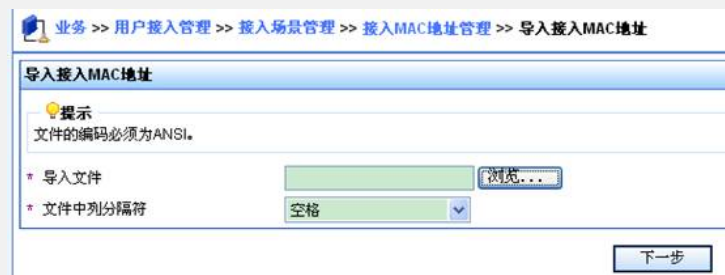 业务 >> 用户接入管理 >> 接入场景管理 >> 接入MAC地址管理 >> 导入接入MAC地址
导入接入MAC地址
提示
文件的编码必须为ANSI。
* 导入文件 浏览...
* 文件中列分隔符 空格
下一步